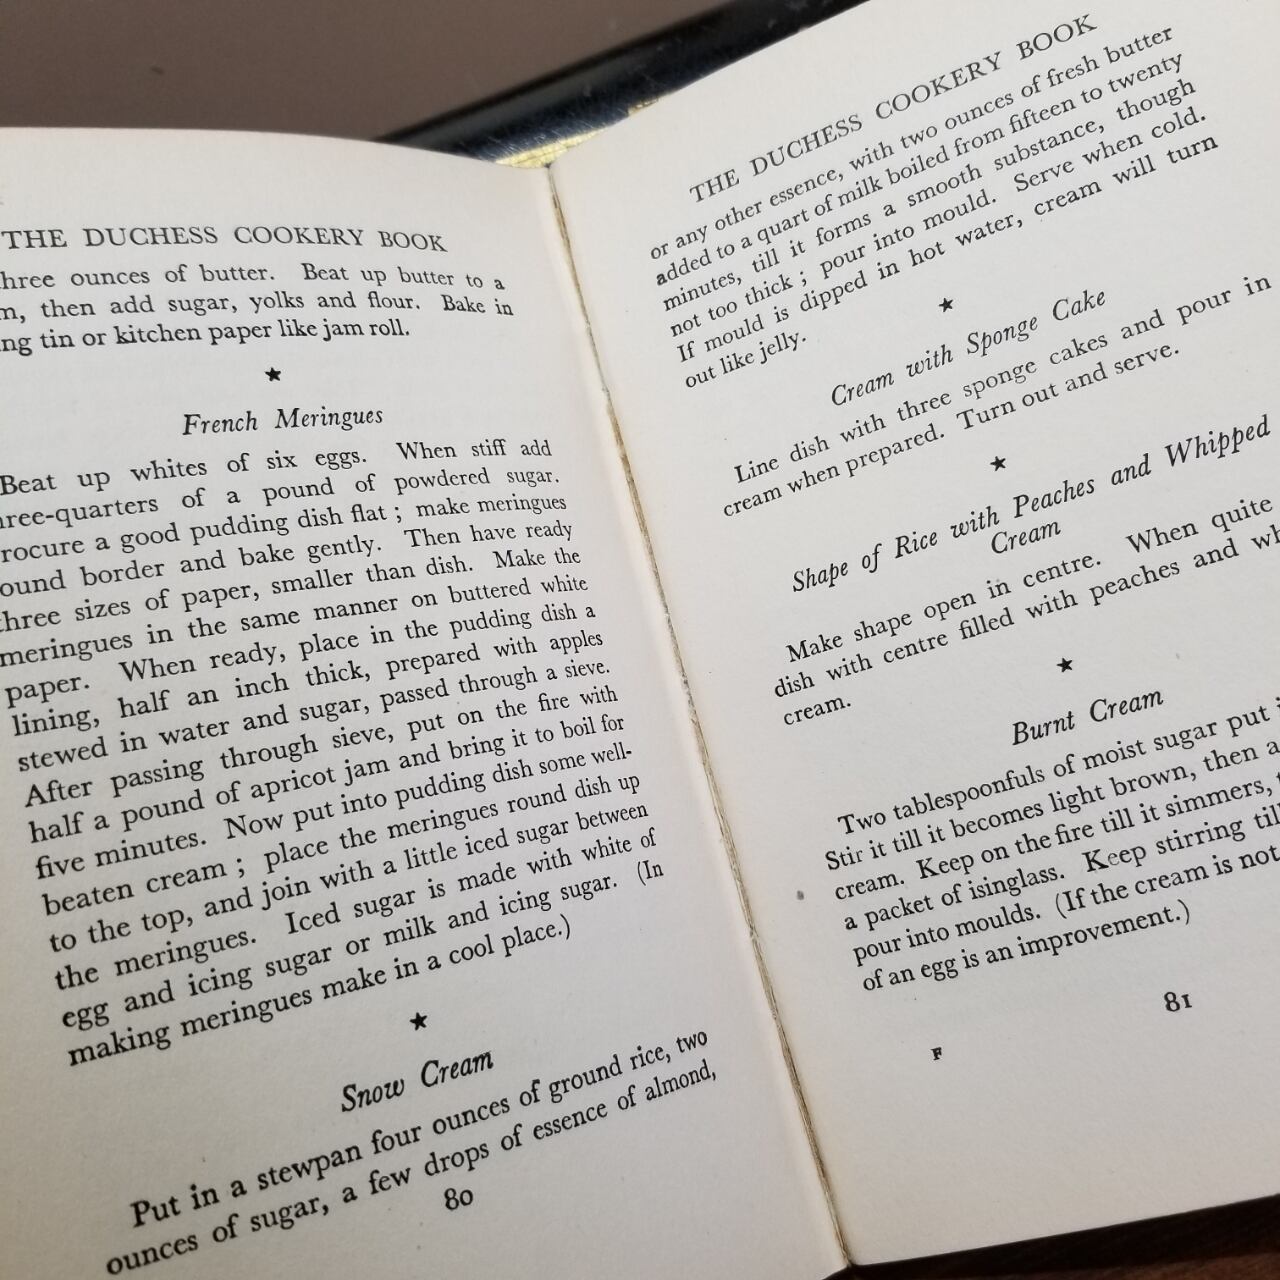 THE DUCHESS COOKERY BOOK
three ounces of butter. Beat up butter to a
then add sugar, yolks and flour. Bake in
tin or kitchen paper like jam roll.
★
French Meringues
Beat up whites of six eggs. When stiff add
three-quarters of a pound of powdered sugar.
procure a good pudding dish flat ; make meringues
round border and bake gently. Then have ready
three sizes of paper, smaller than dish. Make the
meringues in the same manner on buttered white
paper. When ready, place in the pudding dish a
lining, half an inch thick, prepared with apples
stewed in water and sugar, passed through a sieve.
After passing through sieve, put on the fire with
half a pound of apricot jam and bring it to boil for
five minutes. Now put into pudding dish some well-
beaten cream ; place the meringues round dish up
to the top, and join with a little iced sugar between
the meringues. Iced sugar is made with white of
egg and icing sugar or milk and icing sugar. (In
making meringues make in a cool place.)
★
Snow Cream
Put in a stewpan four ounces of ground rice, two
ounces of sugar, a few drops of essence of almond,
80
THE DUCHESS COOKERY BOOK
or any other essence, with two ounces of fresh butter
added to a quart of milk boiled from fifteen to twenty
minutes, till it forms a smooth substance, though
not too thick ; pour into mould. Serve when cold.
If mould is dipped in hot water, cream will turn
out like jelly.
★
Cream with Sponge Cake
Line dish with three sponge cakes and pour in
cream when prepared. Turn out and serve.
★
Shape of Rice with Peaches and Whipped
Cream
Make shape open in centre. When quite
dish with centre filled with peaches and
cream.
★
Burnt Cream
Two tablespoonfuls of moist sugar put
Stir it till it becomes light brown, then
cream. Keep on the fire till it simmers,
a packet of isinglass. Keep stirring till
pour into moulds. (If the cream is not
of an egg is an improvement.)
81
F